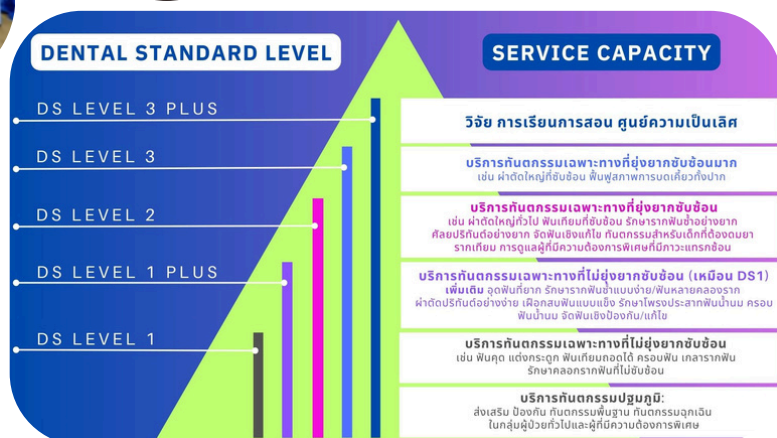 DENTAL STANDARD LEVEL
SERVICE CAPACITY
DS LEVEL 3 PLUS
วิจัย การเรียนการสอน ศูนย์ความเป็นเลิศ
DS LEVEL 3
บริการทันตกรรมเฉพาะทางที่ยุ่งยากซับซ้อนมาก
เช่น ผ่าตัดใหญ่ที่ซับซ้อน ฟื้นฟูสภาพการบดเคี้ยวทั้งปาก
DS LEVEL 2
บริการทันตกรรมเฉพาะทางที่ยุ่งยากซับซ้อน
เช่น ผ่าตัดใหญ่ทั่วไป ฟันเทียมที่ซับซ้อน รักษารากฟันซ้ำอย่างยาก
ศัลยปริทันต์อย่างยาก จัดฟันเชิงแก้ไข ทันตกรรมสำหรับเด็กที่ต้องดมยา
รากเทียม การดูแลผู้ที่มีความต้องการพิเศษที่มีภาวะแทรกซ้อน
DS LEVEL 1 PLUS
บริการทันตกรรมเฉพาะทางที่ไม่ยุ่งยากซับซ้อน (เหมือน DS1)
เพิ่มเติม อุดฟันที่ยาก รักษารากฟันซ้ำแบบง่าย/ฟันหลายคลองราก
ผ่าตัดปริทันต์อย่างง่าย เฝือกสบฟันแบบแข็ง รักษาโพรงประสาทฟันน้ำนม ครอบ
ฟันน้ำนม จัดฟันเชิงป้องกัน/แก้ไข
DS LEVEL 1
บริการทันตกรรมเฉพาะทางที่ไม่ยุ่งยากซับซ้อน
เช่น ฟันคุด แต่งกระดูก ฟันเทียมถอดได้ ครอบฟัน เกลารากฟัน
รักษาคลองรากฟันที่ไม่ซับซ้อน
บริการทันตกรรมปฐมภูมิ:
ส่งเสริม ป้องกัน ทันตกรรมพื้นฐาน ทันตกรรมฉุกเฉิน
ในกลุ่มผู้ป่วยทั่วไปและผู้ที่มีความต้องการพิเศษ